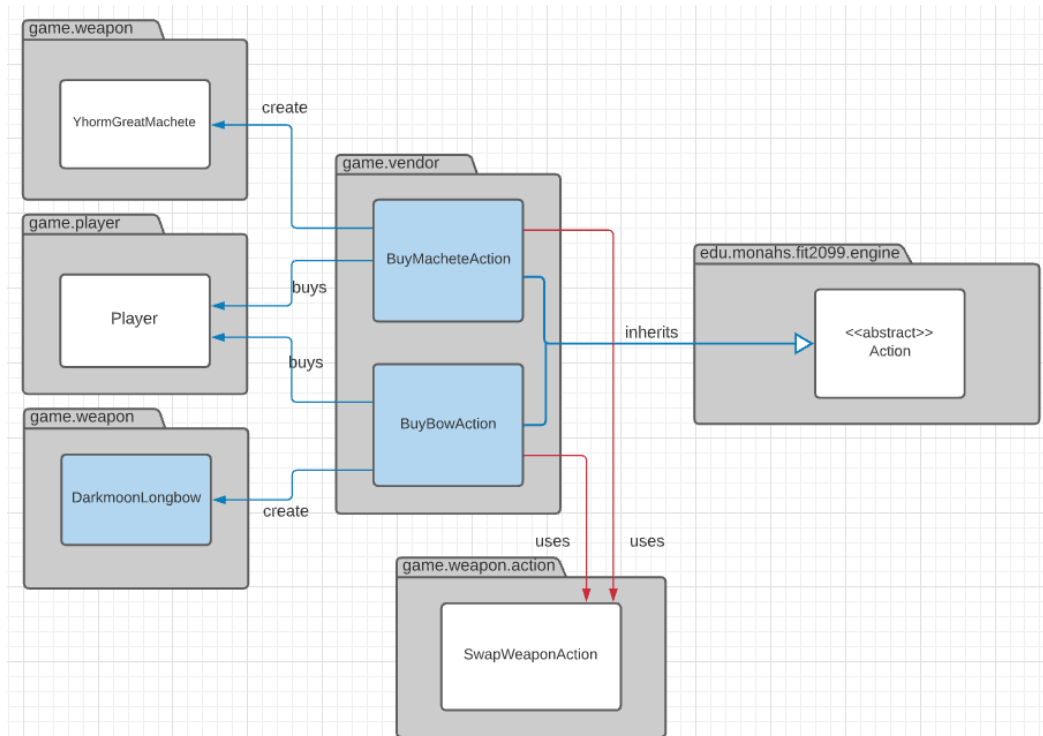 game.weapon
YhormGreatMachete
create
game.vendor
BuyMacheteAction
game.player
Player
buys
buys
edu.monahs.fit2099.engine
<<abstract>>
Action
inherits
BuyBowAction
game.weapon
DarkmoonLongbow
create
uses
uses
game.weapon.action
SwapWeaponAction